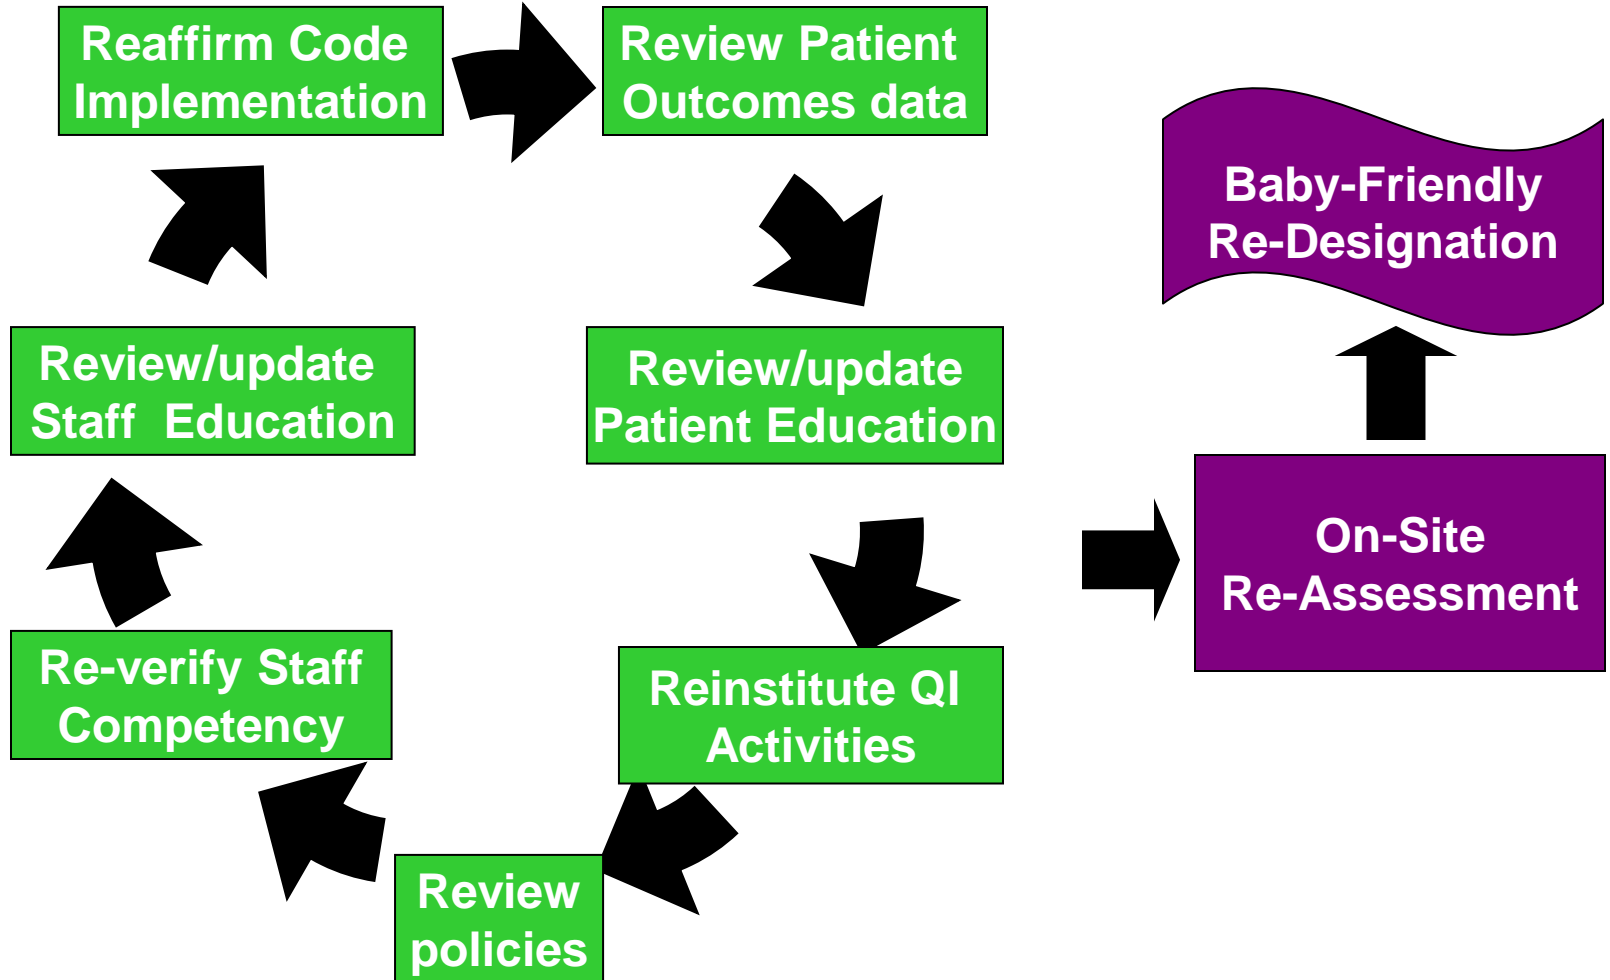 Reaffirm Code
Implementation
Review Patient
Outcomes data
Baby-Friendly
Re-Designation
Review/update
Staff  Education
Review/update
Patient Education
On-Site
Re-Assessment
Re-verify Staff
Competency
Reinstitute QI
Activities
Review
policies